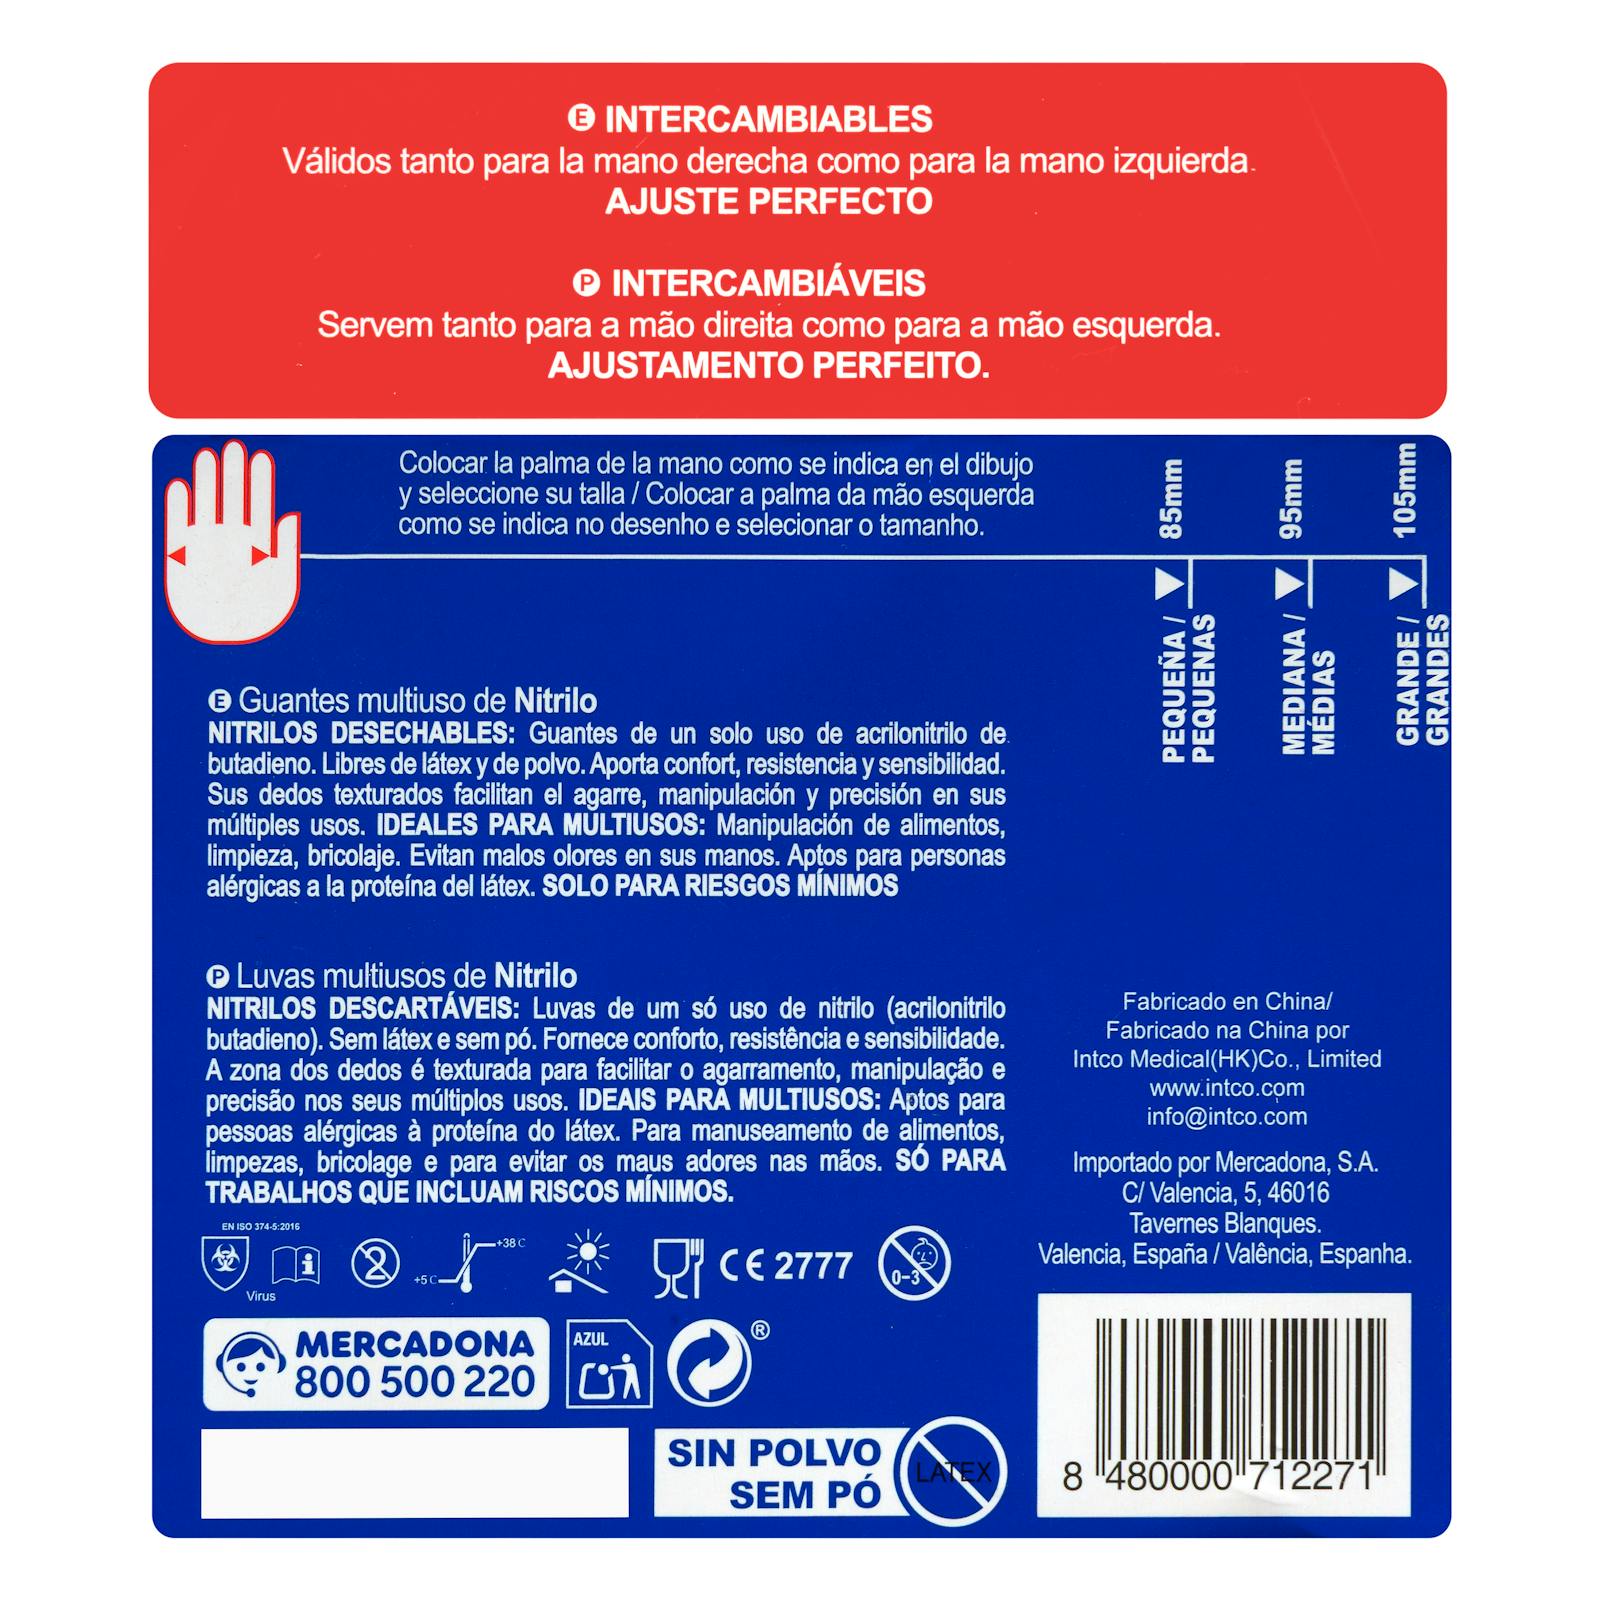 E INTERCAMBIABLES
Válidos tanto para la mano derecha como para la mano izquierda.
AJUSTE PERFECTO
P INTERCAMBIÁVEIS
Servem tanto para a mão direita como para a mão esquerda.
AJUSTAMENTO PERFEITO.
Colocar la palma de la mano como se indica en el dibujo
y seleccione su talla / Colocar a palma da mão esquerda
como se indica no desenho e selecionar o tamanho.
85mm
95mm
105mm
PEQUEÑA /
PEQUENAS
MEDIANA /
MÉDIAS
GRANDE /
GRANDES
E Guantes multiuso de Nitrilo
NITRILOS DESECHABLES: Guantes de un solo uso de acrilonitrilo de
butadieno. Libres de látex y de polvo. Aporta confort, resistencia y sensibilidad.
Sus dedos texturados facilitan el agarre, manipulación y precisión en sus
múltiples usos. IDEALES PARA MULTIUSOS: Manipulación de alimentos,
limpieza, bricolaje. Evitan malos olores en sus manos. Aptos para personas
alérgicas a la proteína del látex. SOLO PARA RIESGOS MÍNIMOS
P Luvas multiusos de Nitrilo
NITRILOS DESCARTÁVEIS: Luvas de um só uso de nitrilo (acrilonitrilo
butadieno). Sem látex e sem pó. Fornece conforto, resistência e sensibilidade.
A zona dos dedos é texturada para facilitar o agarramento, manipulação e
precisão nos seus múltiplos usos. IDEAIS PARA MULTIUSOS: Aptos para
pessoas alérgicas à proteína do látex. Para manuseamento de alimentos,
limpezas, bricolage e para evitar os maus adores nas mãos. SÓ PARA
TRABALHOS QUE INCLUAM RISCOS MÍNIMOS.
Fabricado en China/
Fabricado na China por
Intco Medical(HK)Co., Limited
www.intco.com
info@intco.com
Importado por Mercadona, S.A.
C/ Valencia, 5, 46016
Tavernes Blanques.
Valencia, España / Valência, Espanha.
EN ISO 374-5:2016
Virus
i
2
+5 C
+38 C
CE 2777
0-3
MERCADONA
800 500 220
AZUL
®
SIN POLVO
SEM PÓ
LATEX
8 480000 712271